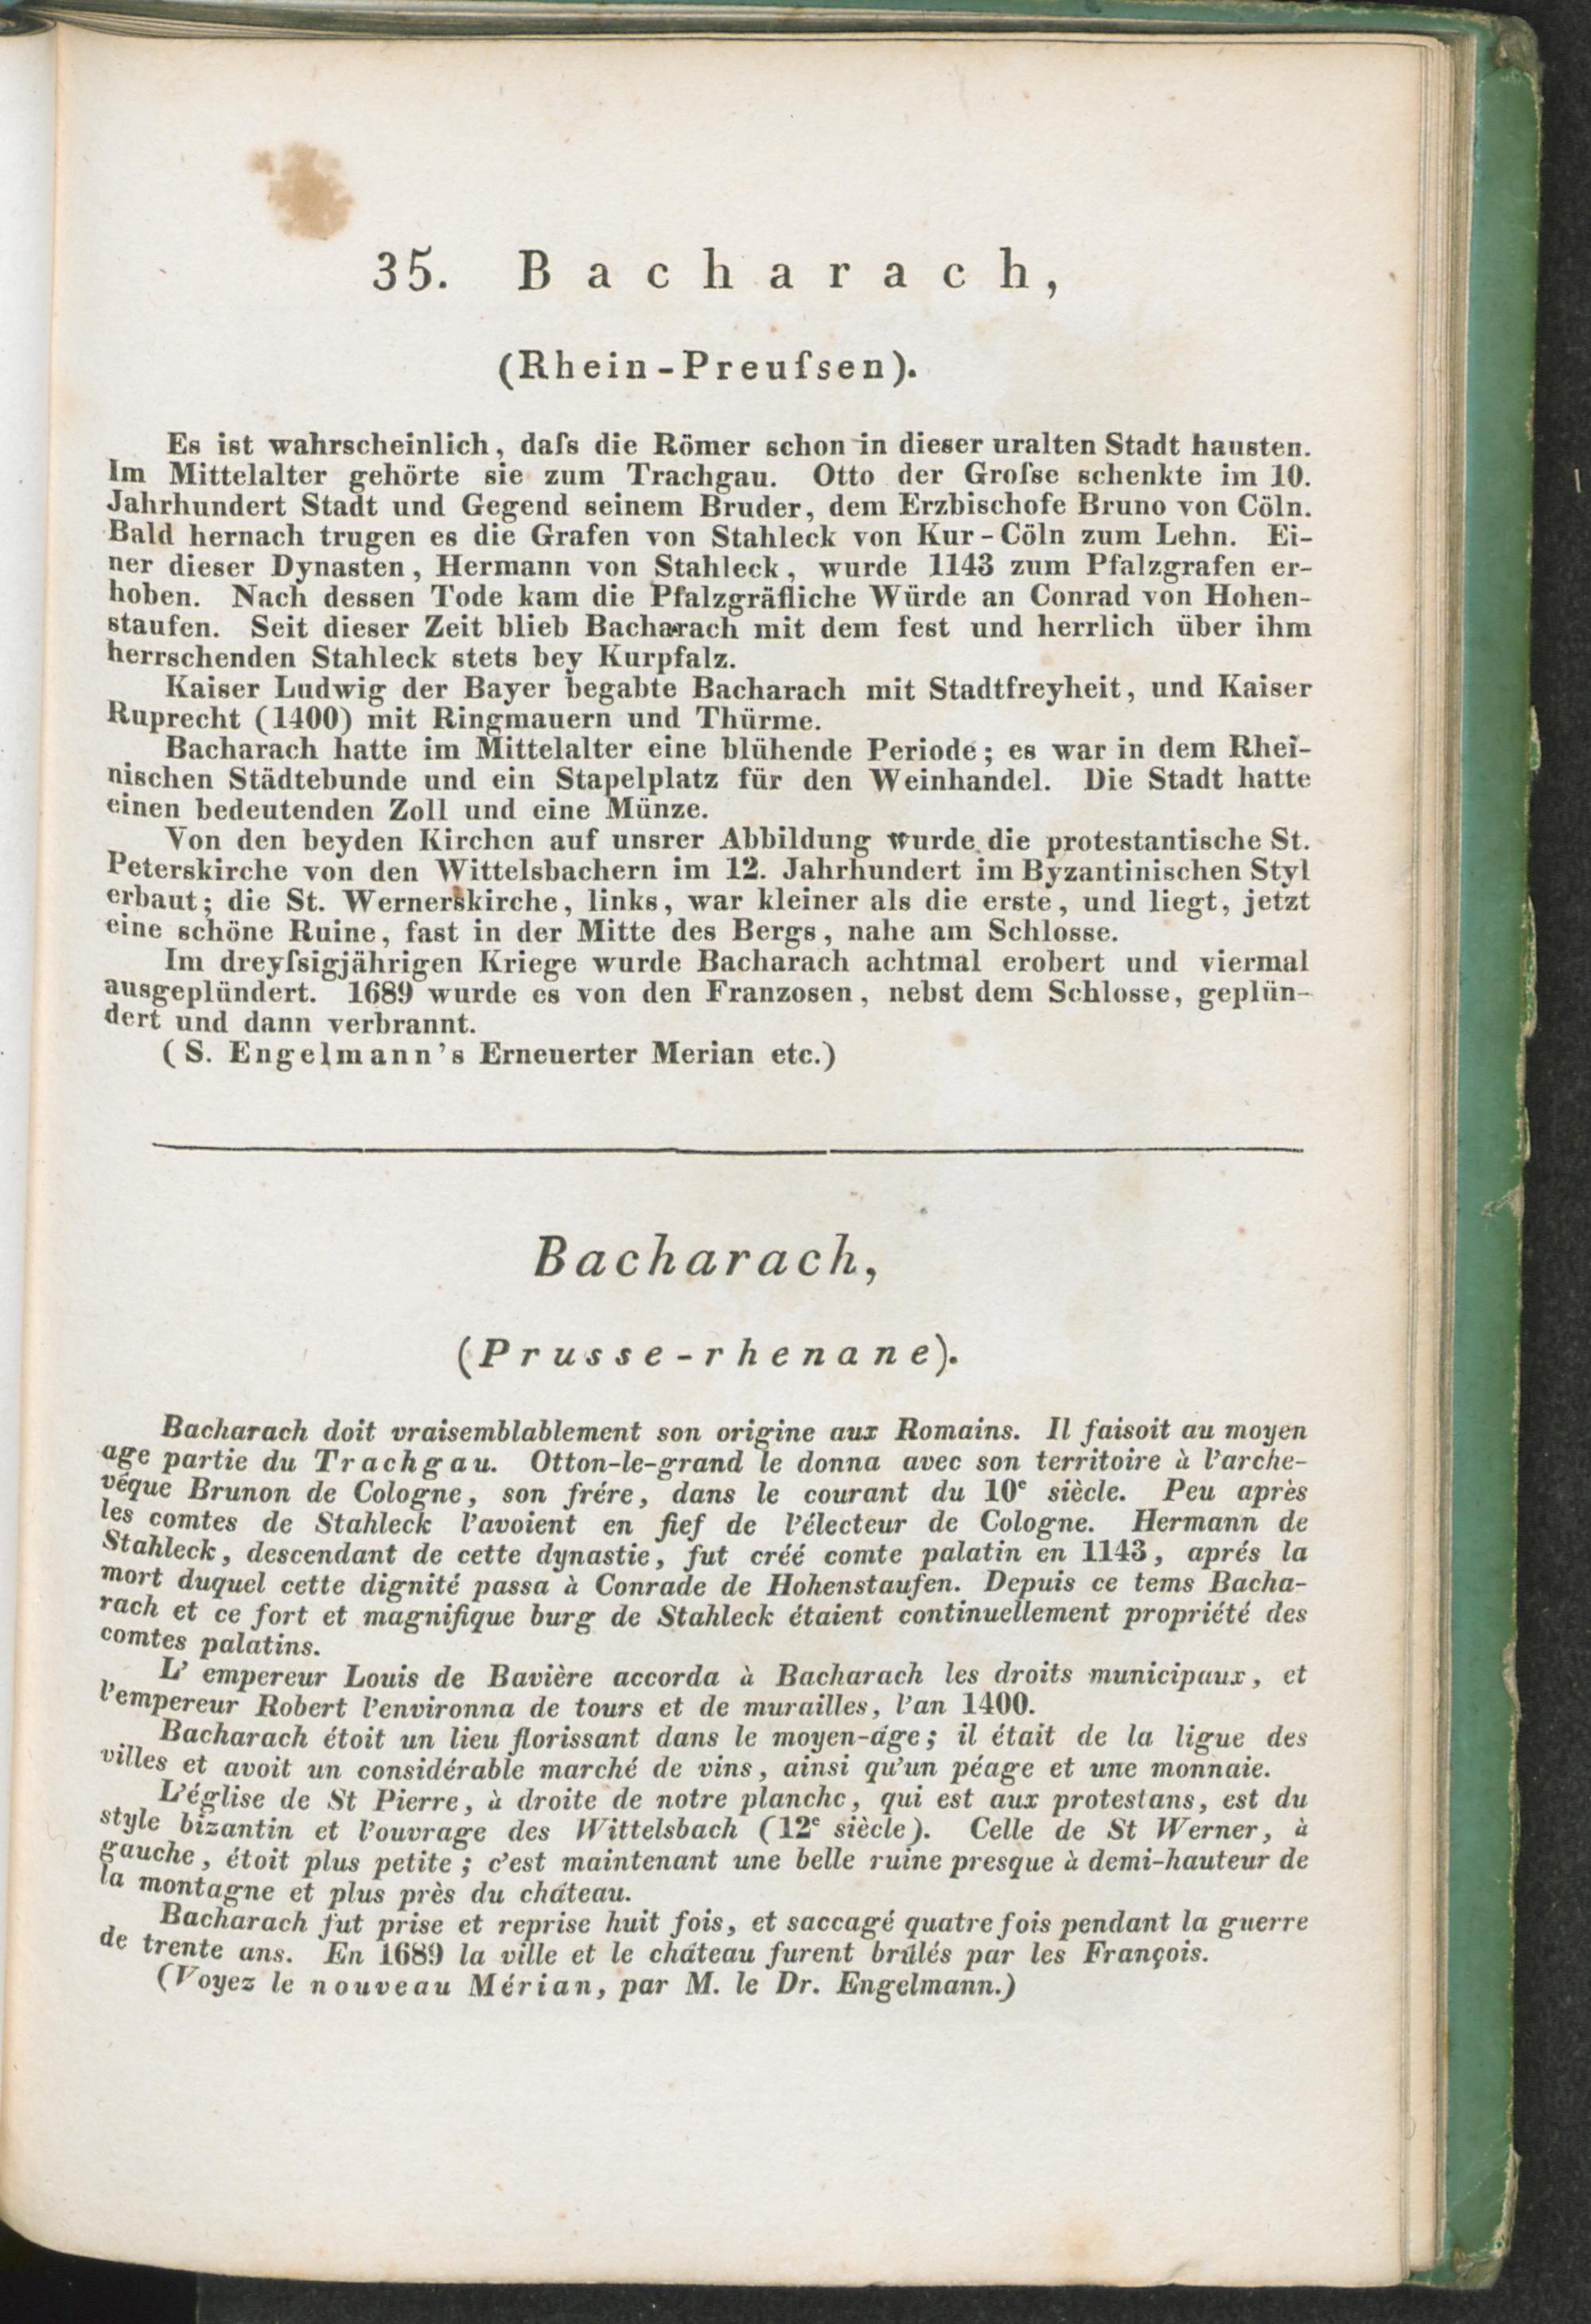 35. Bacharach,
(Rhein-Preuſsen).
Es ist wahrscheinlich, daſs die Römer schon in dieser uralten Stadt hausten.
Im Mittelalter gehörte sie zum Trachgau. Otto der Groſse schenkte im 10.
Jahrhundert Stadt und Gegend seinem Bruder, dem Erzbischofe Bruno von Cöln.
Bald hernach trugen es die Grafen von Stahleck von Kur-Cöln zum Lehn. Ei-
ner dieser Dynasten, Hermann von Stahleck, wurde 1143 zum Pfalzgrafen er-
hoben. Nach dessen Tode kam die Pfalzgräfliche Würde an Conrad von Hohen-
staufen. Seit dieser Zeit blieb Bacharach mit dem fest und herrlich über ihm
herrschenden Stahleck stets bey Kurpfalz.
Kaiser Ludwig der Bayer begabte Bacharach mit Stadtfreyheit, und Kaiser
Ruprecht (1400) mit Ringmauern und Thürme.
Bacharach hatte im Mittelalter eine blühende Periode; es war in dem Rhei-
nischen Städtebunde und ein Stapelplatz für den Weinhandel. Die Stadt hatte
einen bedeutenden Zoll und eine Münze.
Von den beyden Kirchen auf unsrer Abbildung wurde die protestantische St.
Peterskirche von den Wittelsbachern im 12. Jahrhundert im Byzantinischen Styl
erbaut; die St. Wernerskirche, links, war kleiner als die erste, und liegt, jetzt
eine schöne Ruine, fast in der Mitte des Bergs, nahe am Schlosse.
Im dreyſsigjährigen Kriege wurde Bacharach achtmal erobert und viermal
ausgeplündert. 1689 wurde es von den Franzosen, nebst dem Schlosse, geplün-
dert und dann verbrannt.
(S. Engelmann's Erneuerter Merian etc.)
Bacharach,
(Prusse-rhenane).
Bacharach doit vraisemblablement son origine aux Romains. Il faisoit au moyen
age partie du Trachgau. Otton-le-grand le donna avec son territoire à l'arche-
véque Brunon de Cologne, son frére, dans le courant du 10e siècle. Peu après
les comtes de Stahleck l'avoient en fief de l'électeur de Cologne. Hermann de
Stahleck, descendant de cette dynastie, fut créé comte palatin en 1143, aprés la
mort duquel cette dignité passa à Conrade de Hohenstaufen. Depuis ce tems Bacha-
rach et ce fort et magnifique burg de Stahleck étaient continuellement propriété des
comtes palatins.
L' empereur Louis de Bavière accorda à Bacharach les droits municipaux, et
l'empereur Robert l'environna de tours et de murailles, l'an 1400.
Bacharach étoit un lieu florissant dans le moyen-áge; il était de la ligue des
villes et avoit un considérable marché de vins, ainsi qu'un péage et une monnaie.
L'église de St Pierre, à droite de notre planche, qui est aux protestans, est du
style bizantin et l'ouvrage des Wittelsbach (12e siècle). Celle de St Werner, à
gauche, étoit plus petite; c'est maintenant une belle ruine presque à demi-hauteur de
la montagne et plus près du cháteau.
Bacharach fut prise et reprise huit fois, et saccagé quatre fois pendant la guerre
de trente ans. En 1689 la ville et le cháteau furent brúlés par les François.
(Voyez le nouveau Mérian, par M. le Dr. Engelmann.)